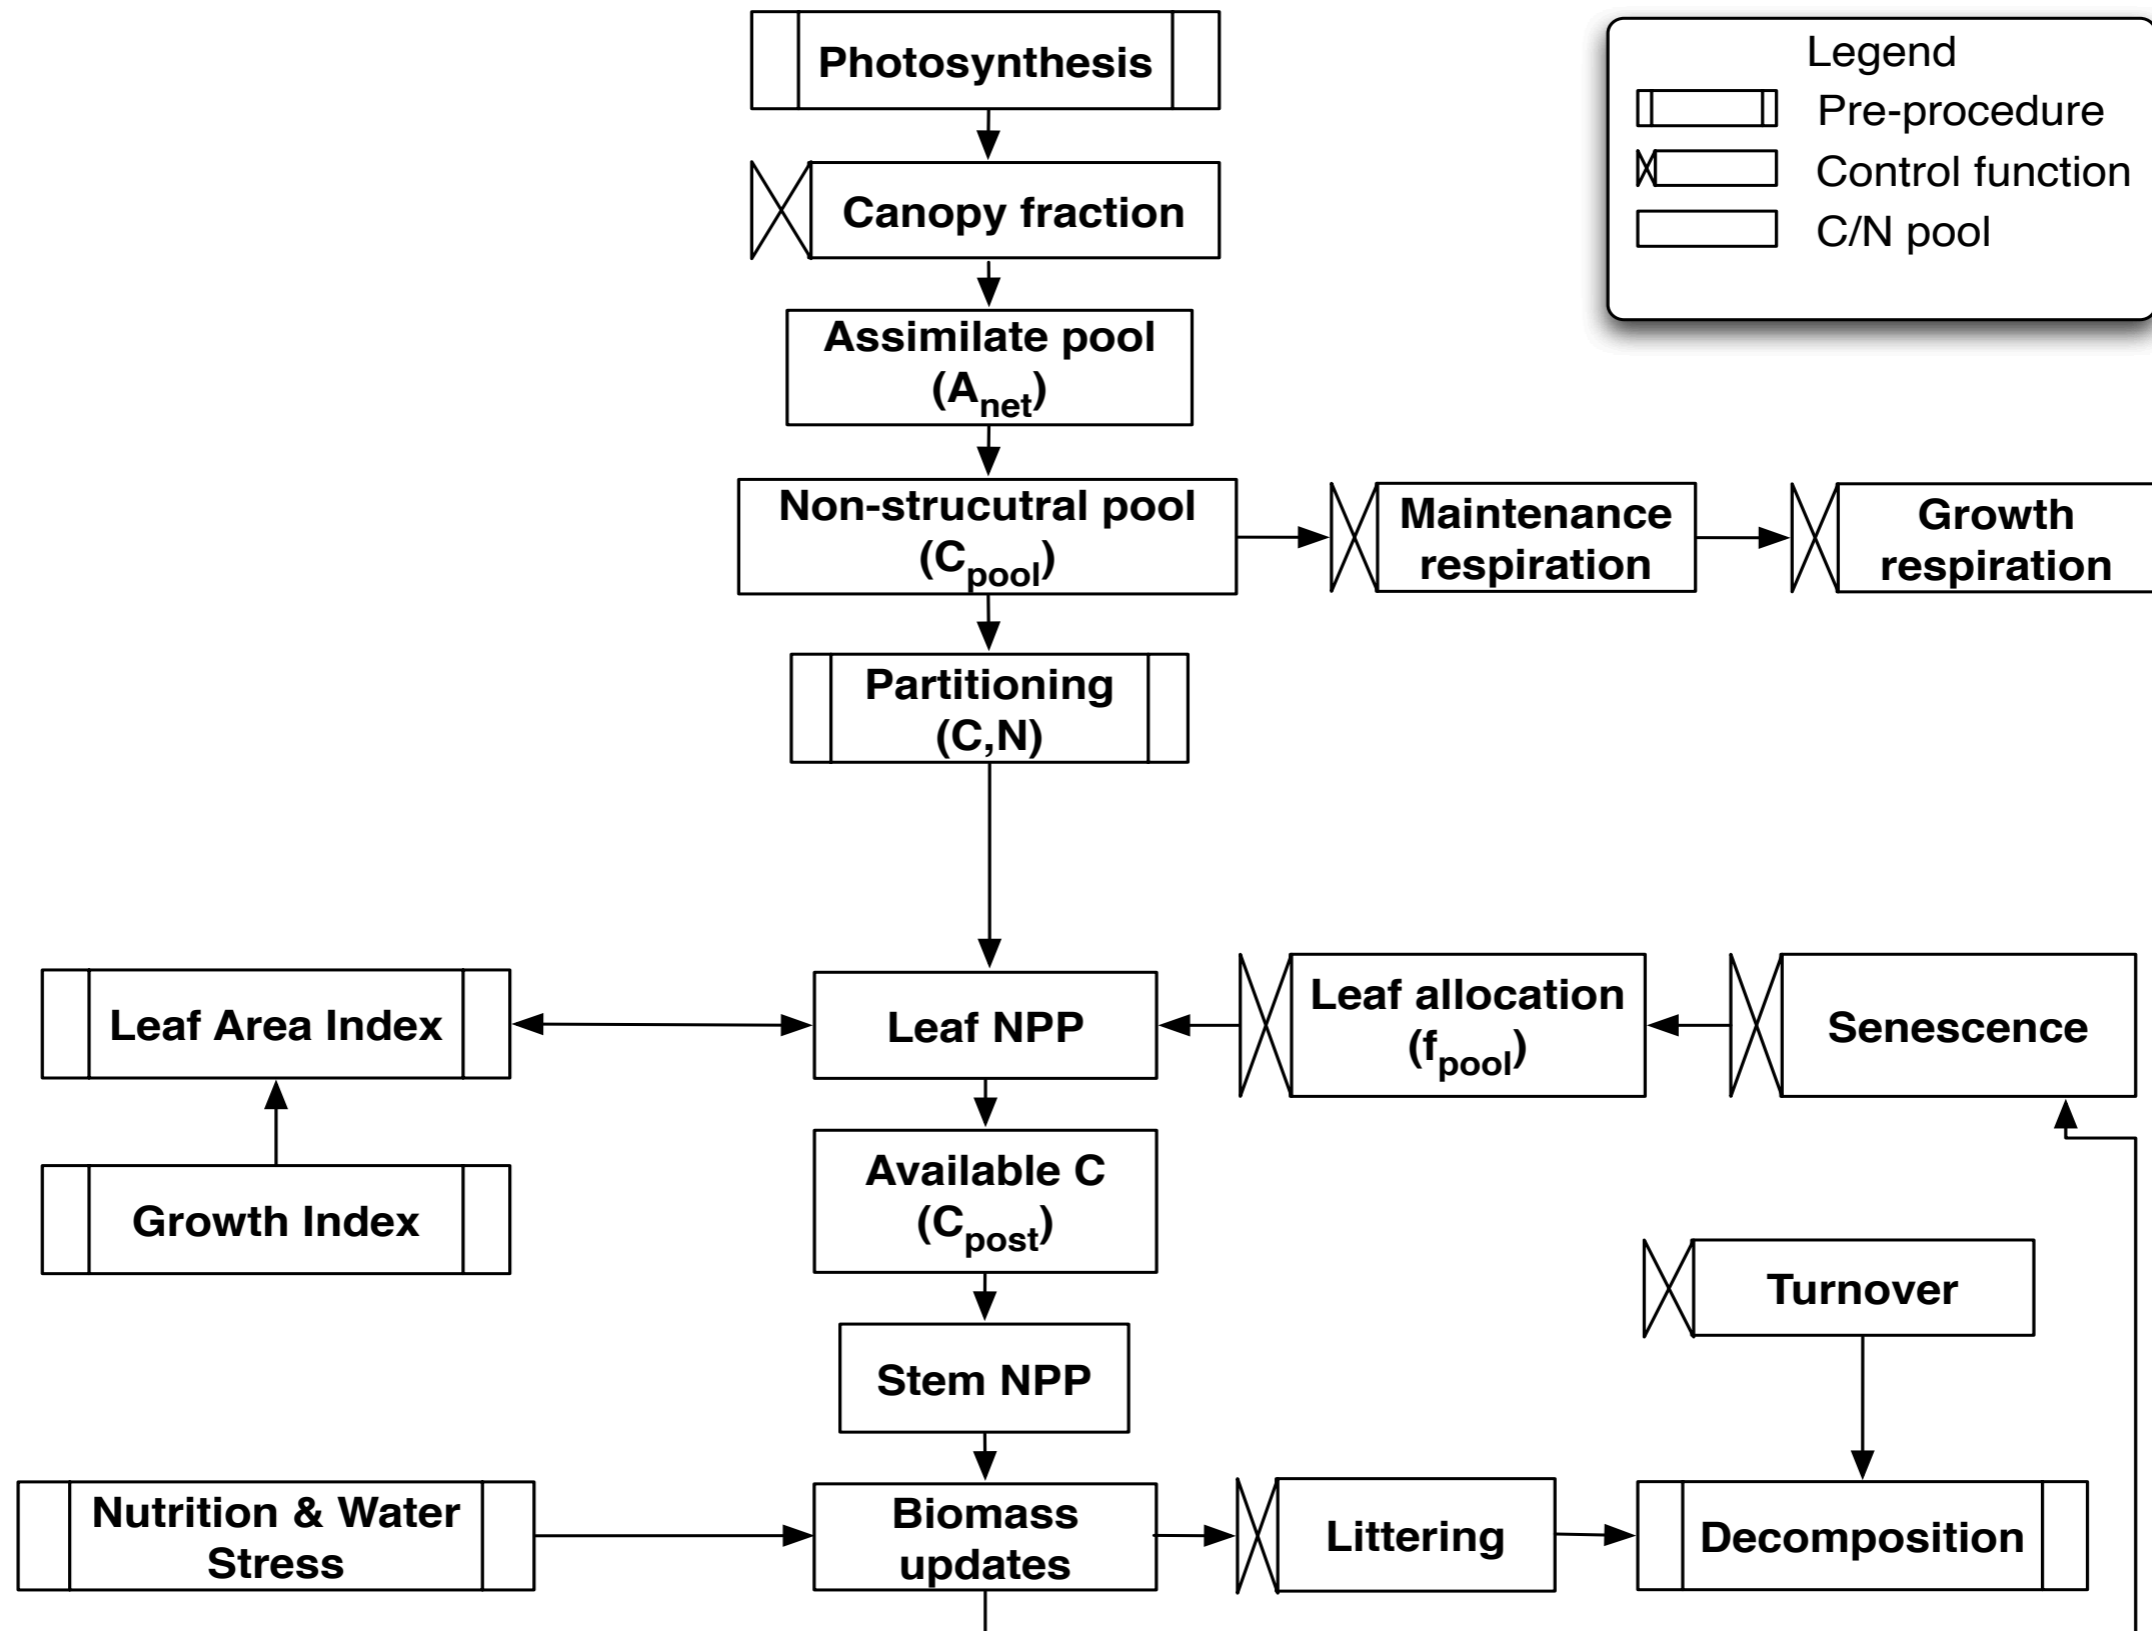 Photosynthesis
Legend
Pre-procedure
Control function
C/N pool
Canopy fraction
Assimilate pool
(Anet)
Non-strucutral pool
(Cpool)
Maintenance
respiration
Growth
respiration
Partitioning
(C,N)
Leaf Area Index
Leaf NPP
Leaf allocation
(fpool)
Senescence
Growth Index
Available C
(Cpost)
Turnover
Stem NPP
Nutrition & Water
Stress
Biomass
updates
Littering
Decomposition